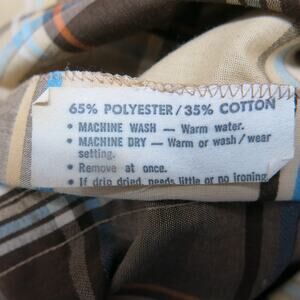 65% POLYESTER/35% COTTON
• MACHINE WASH — Warm water.
• MACHINE DRY — Warm or wash/wear
setting.
• Remove at once.
• If drip dried, needs little or no ironing